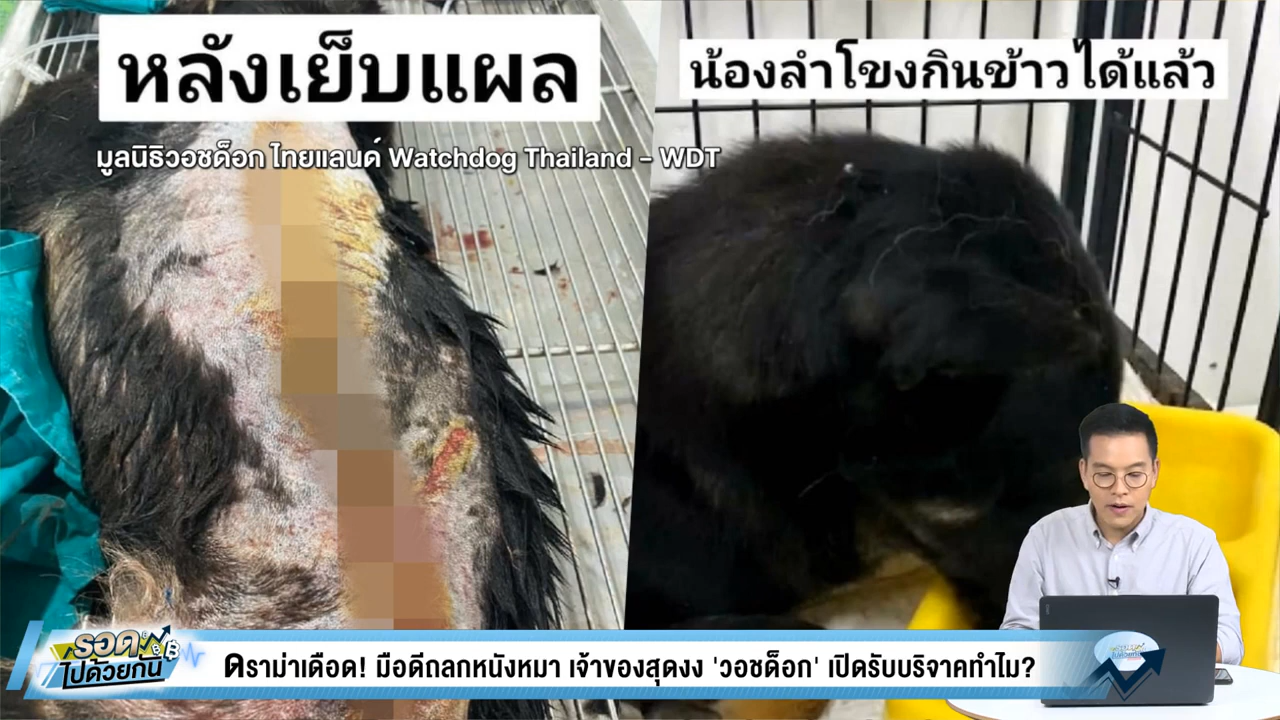 หลังเย็บแผล
น้องลำโขงกินข้าวได้แล้ว
มูลนิธิวอชด็อก ไทยแลนด์ Watchdog Thailand - WDT
รอด
ไปด้วยกัน
ดราม่าเดือด! มือดีถลกหนังหมา เจ้าของสุดงง 'วอชด็อก' เปิดรับบริจาคทำไม?